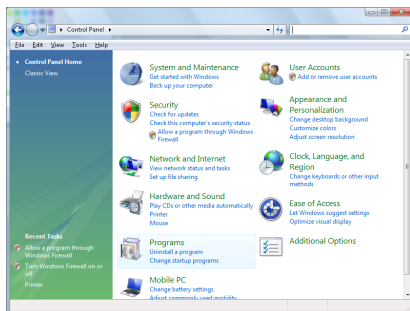 Control Panel
File Edit View Tools Help
Control Panel Home
Classic View
System and Maintenance
Get started with Windows
Back up your computer
Security
Check for updates
Check this computer's security status
Allow a program through Windows
Firewall
Network and Internet
View network status and tasks
Set up file sharing
Hardware and Sound
Play CDs or other media automatically
Printer
Mouse
Programs
Uninstall a program
Change startup programs
Mobile PC
Change battery settings
Adjust commonly used mobility
User Accounts
Add or remove user accounts
Appearance and
Personalization
Change desktop background
Customize colors
Adjust screen resolution
Clock, Language, and
Region
Change keyboards or other input
methods
Ease of Access
Let Windows suggest settings
Optimize visual display
Additional Options
Recent Tasks
Allow a program through
Windows Firewall
Turn Windows Firewall on or
off
Printer